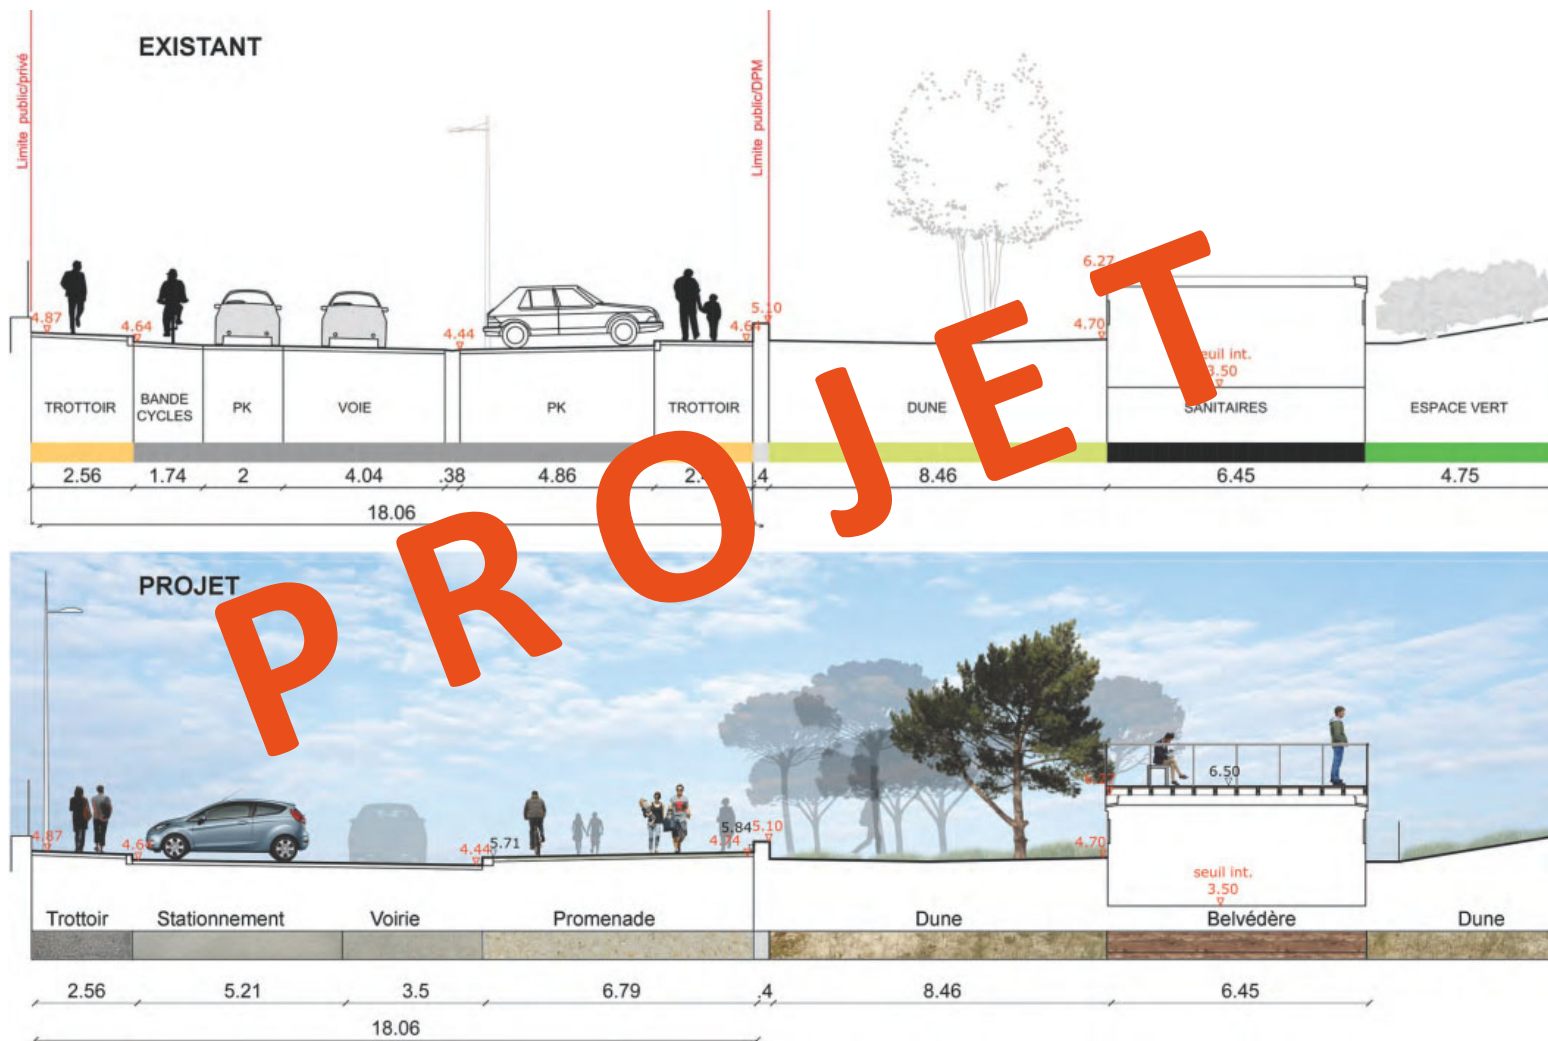 EXISTANT
Limite public/privé
Limite public/DPM
4.87
4.64
4.44
4.64
5.10
4.70
6.27
seuil int.
3.50
TROTTOIR
BANDE
CYCLES
PK
VOIE
PK
TROTTOIR
DUNE
SANITAIRES
ESPACE VERT
2.56 1.74 2 4.04 .38 4.86 .4 8.46 6.45 4.75
18.06
PROJET
PROJET
6.50
4.87
4.44
5.71
5.84
4.74
5.10
4.70
6.27
seuil int.
3.50
Trottoir Stationnement Voirie Promenade Dune Belvédère Dune
2.56 5.21 3.5 6.79 .4 8.46 6.45
18.06